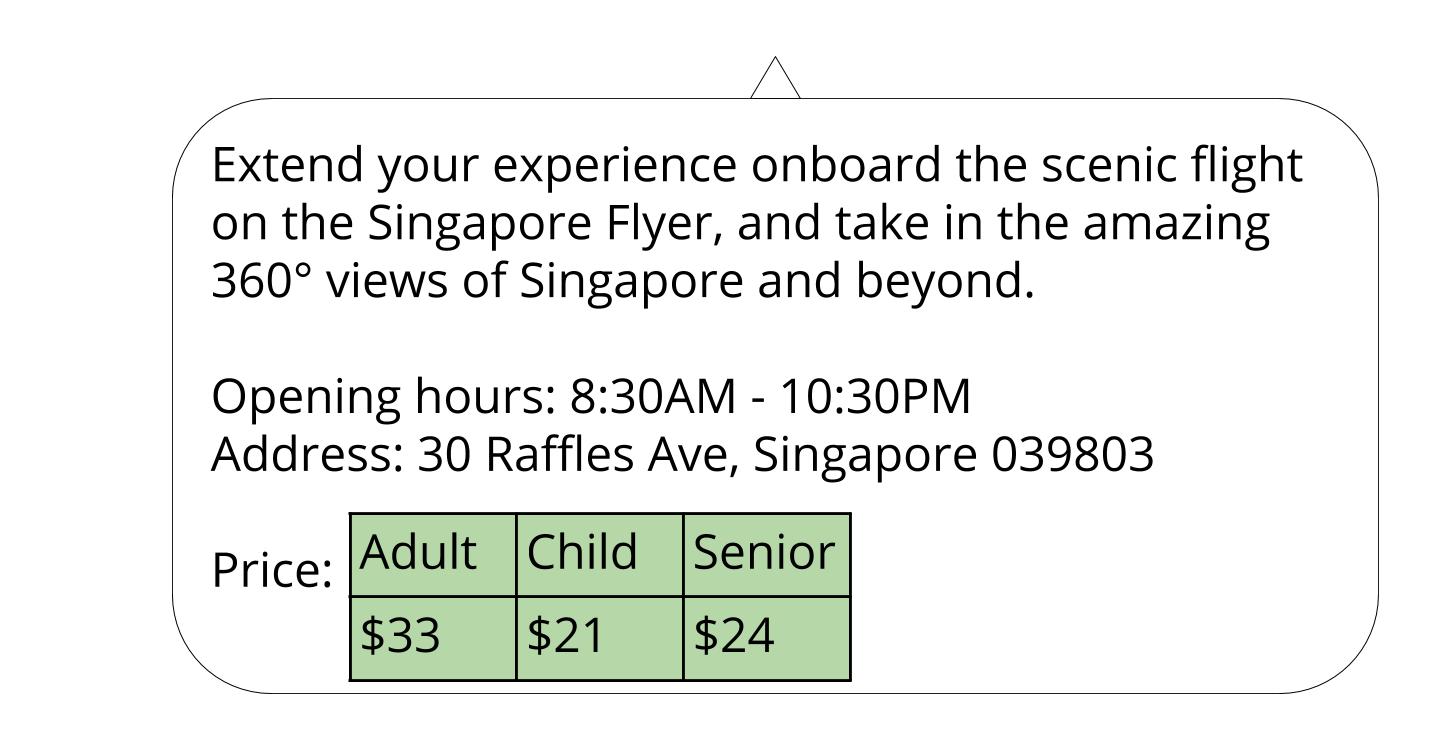 Extend your experience onboard the scenic flight
on the Singapore Flyer, and take in the amazing
360° views of Singapore and beyond.
Opening hours: 8:30AM - 10:30PM
Address: 30 Raffles Ave, Singapore 039803
Price:
Adult Child Senior
$33 $21 $24